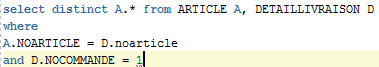 select distinct A.* from ARTICLE A, DETAILLIVRAISON D
where
A.NOARTICLE = D.noarticle
and D.NOCOMMANDE = 1